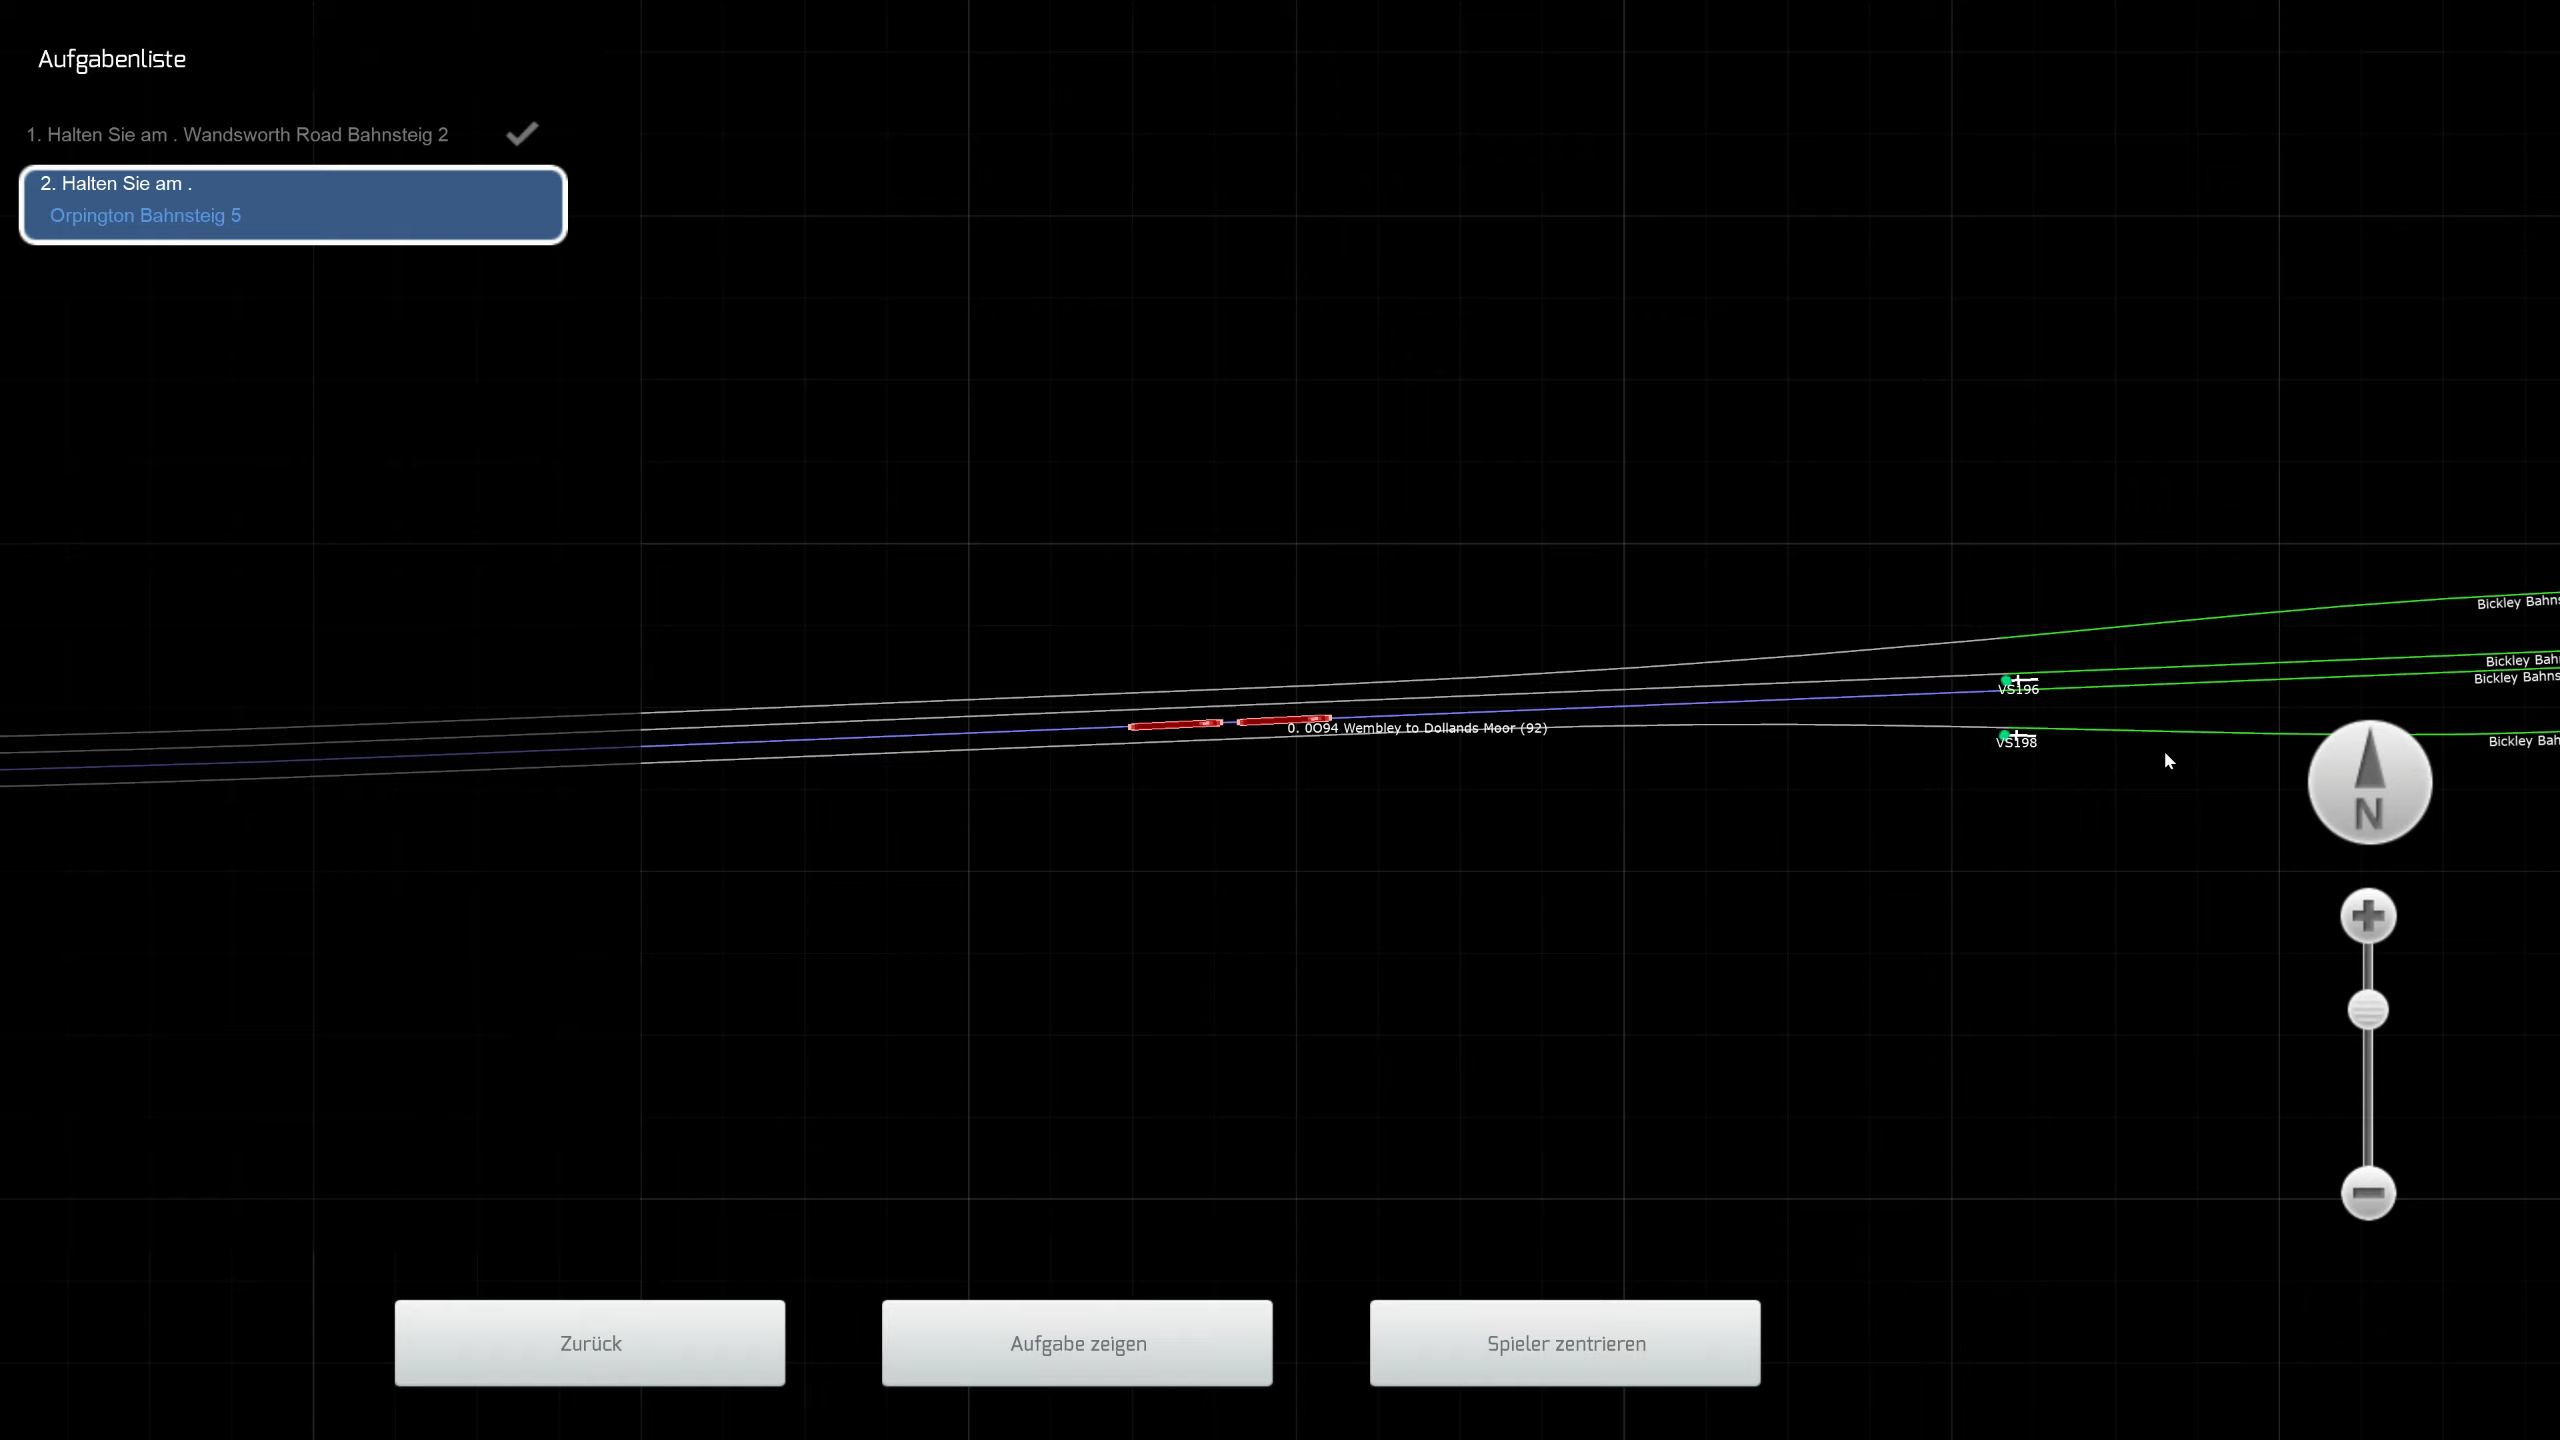 Aufgabenliste
1. Halten Sie am . Wandsworth Road Bahnsteig 2
2. Halten Sie am .
Orpington Bahnsteig 5
Bickley Bahns
Bickley Bah
Bickley Bahns
VS196
0. 0O94 Wembley to Dollands Moor (92)
VS198
Bickley Bah
N
Zurück
Aufgabe zeigen
Spieler zentrieren